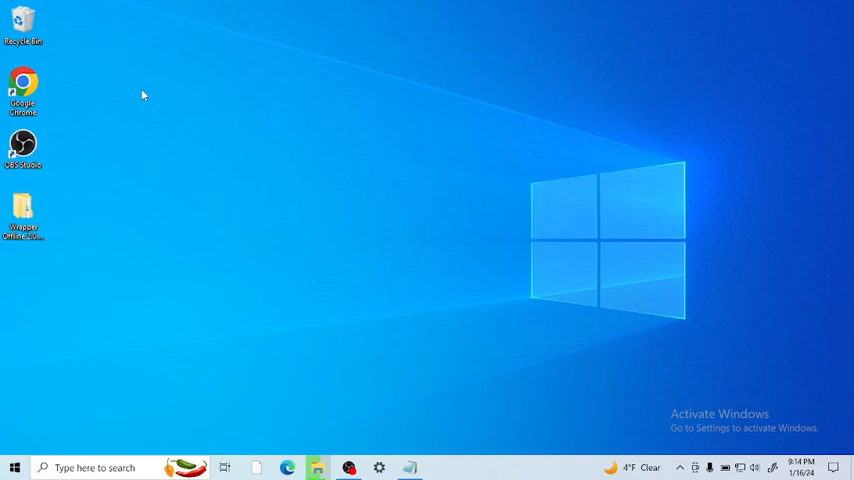 Recycle Bin
Google
Chrome
OBS Studio
Wrapper
Offline 2.0....
Activate Windows
Go to Settings to activate Windows.
Type here to search
4°F Clear
9:14 PM
1/16/24